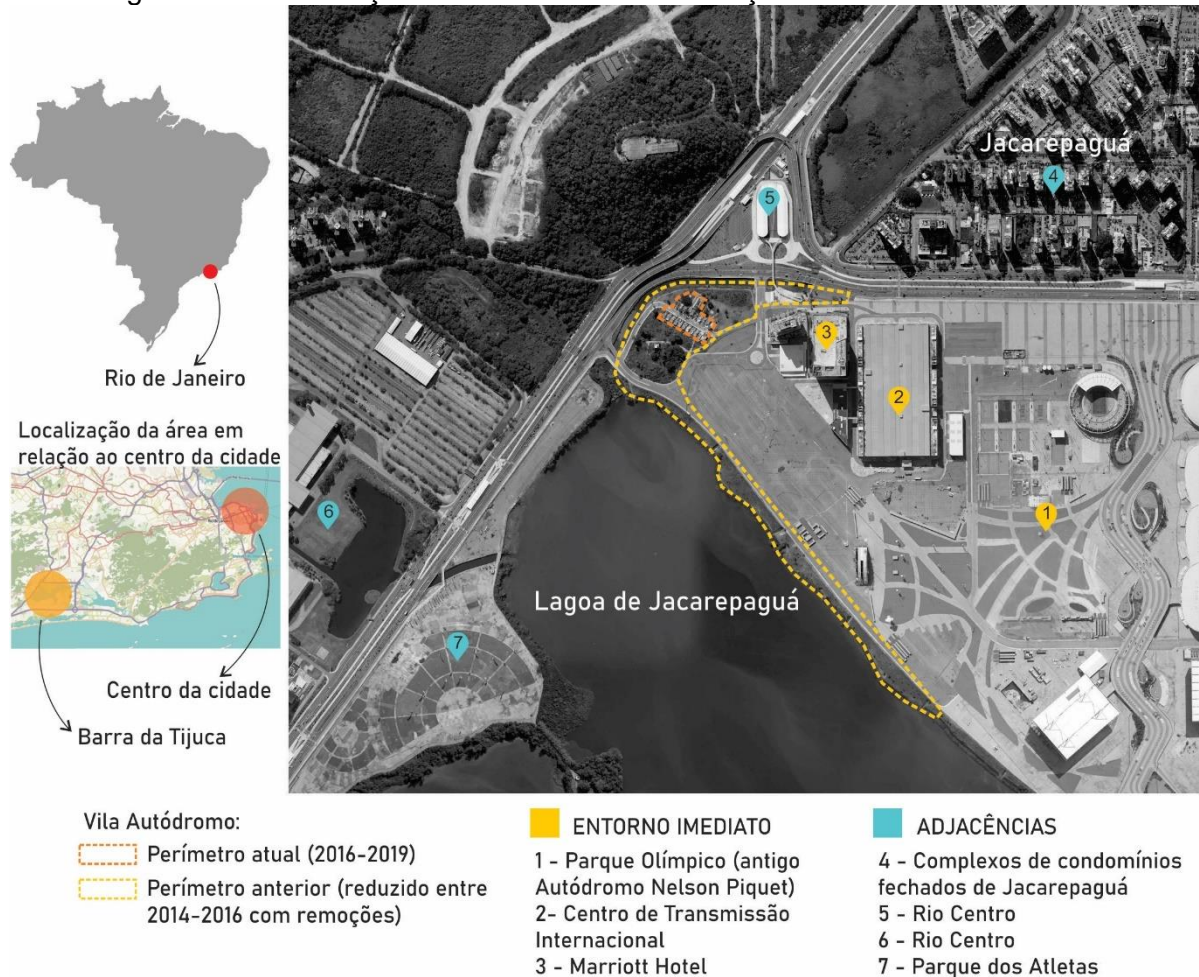 Rio de Janeiro
Localização da área em
relação ao centro da cidade
Centro da cidade
Barra da Tijuca
Jacarepaguá
4
5
3
2
1
6
7
Lagoa de Jacarepaguá
Vila Autódromo:
Perímetro atual (2016-2019)
Perímetro anterior (reduzido entre
2014-2016 com remoções)
ENTORNO IMEDIATO
1 - Parque Olímpico (antigo
Autódromo Nelson Piquet)
2- Centro de Transmissão
Internacional
3 - Marriott Hotel
ADJACÊNCIAS
4 - Complexos de condomínios
fechados de Jacarepaguá
5 - Rio Centro
6 - Rio Centro
7 - Parque dos Atletas